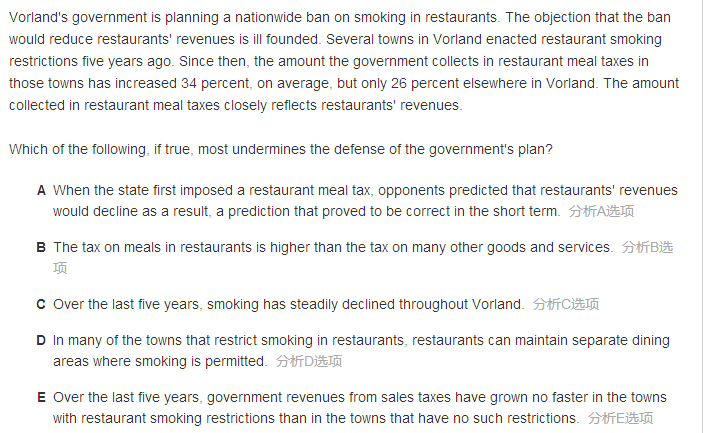 Vorland's government is planning a nationwide ban on smoking in restaurants. The objection that the ban
would reduce restaurants' revenues is ill founded. Several towns in Vorland enacted restaurant smoking
restrictions five years ago. Since then, the amount the government collects in restaurant meal taxes in
those towns has increased 34 percent, on average, but only 26 percent elsewhere in Vorland. The amount
collected in restaurant meal taxes closely reflects restaurants' revenues.
Which of the following, if true, most undermines the defense of the government's plan?
A When the state first imposed a restaurant meal tax, opponents predicted that restaurants' revenues
would decline as a result, a prediction that proved to be correct in the short term. 分析A选项
B The tax on meals in restaurants is higher than the tax on many other goods and services. 分析B选
项
C Over the last five years, smoking has steadily declined throughout Vorland. 分析C选项
D In many of the towns that restrict smoking in restaurants, restaurants can maintain separate dining
areas where smoking is permitted. 分析D选项
E Over the last five years, government revenues from sales taxes have grown no faster in the towns
with restaurant smoking restrictions than in the towns that have no such restrictions. 分析E选项